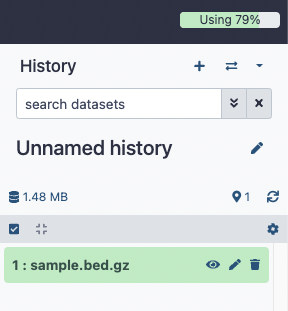 Using 79%
History
search datasets
Unnamed history
1.48 MB 1
1 : sample.bed.gz